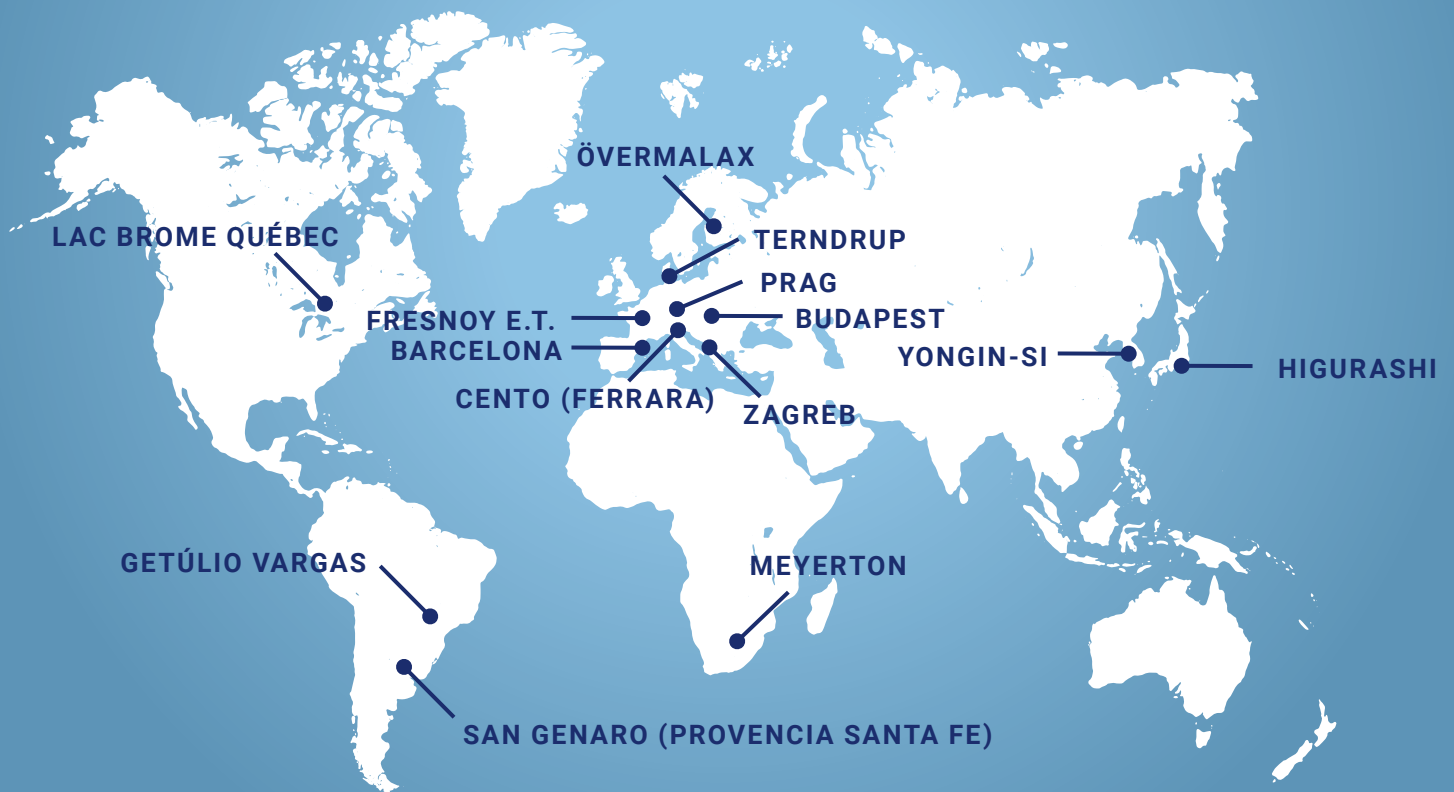 ÖVERMALAX
LAC BROME QUÉBEC
TERNDRUP
PRAG
FRESNOY E.T.
BUDAPEST
BARCELONA
YONGIN-SI
HIGURASHI
CENTO (FERRARA)
ZAGREB
GETÚLIO VARGAS
MEYERTON
SAN GENARO (PROVENCIA SANTA FE)